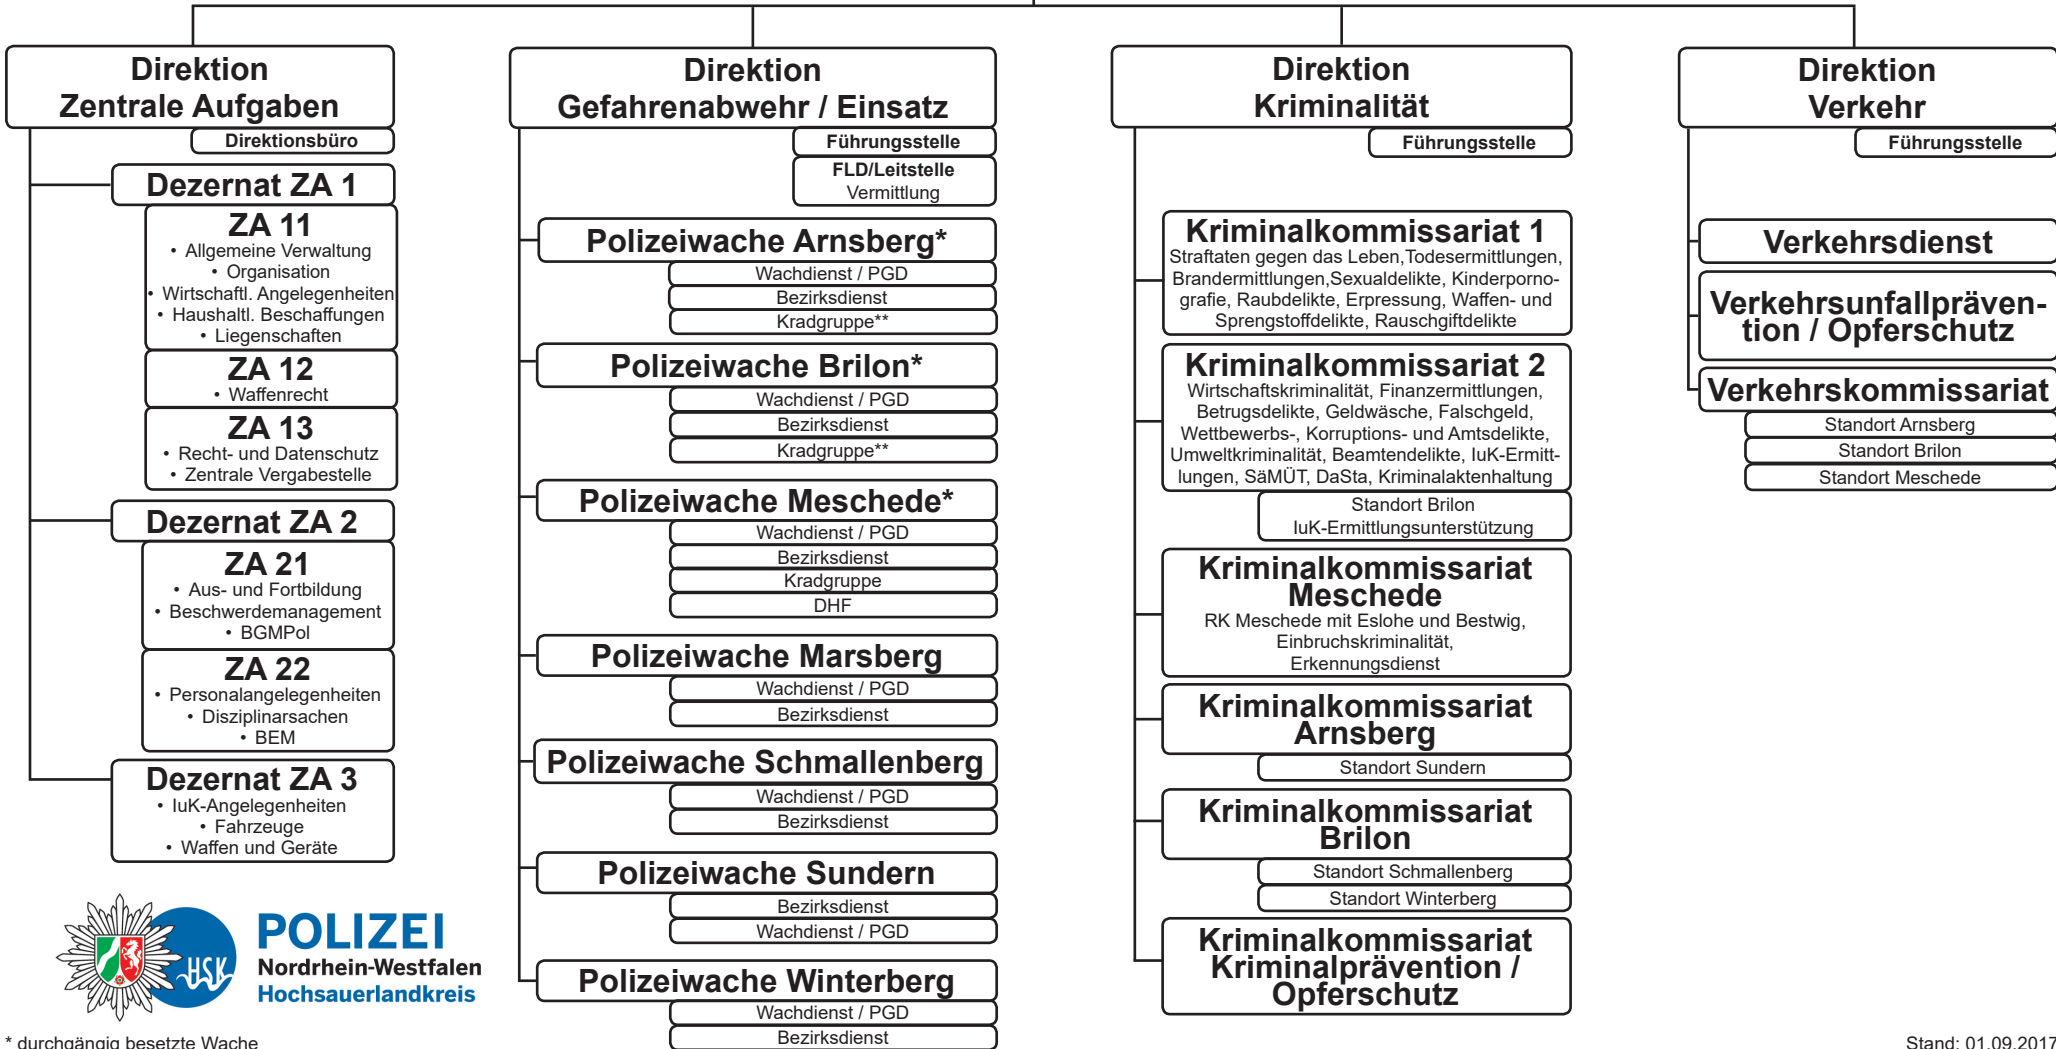 Direktion
Zentrale Aufgaben
Direktionsbüro
Dezernat ZA 1
ZA 11
• Allgemeine Verwaltung
• Organisation
• Wirtschaftl. Angelegenheiten
• Haushaltl. Beschaffungen
• Liegenschaften
ZA 12
• Waffenrecht
ZA 13
• Recht- und Datenschutz
• Zentrale Vergabestelle
Dezernat ZA 2
ZA 21
• Aus- und Fortbildung
• Beschwerdemanagement
• BGMPol
ZA 22
• Personalangelegenheiten
• Disziplinarsachen
• BEM
Dezernat ZA 3
• IuK-Angelegenheiten
• Fahrzeuge
• Waffen und Geräte
Direktion
Gefahrenabwehr / Einsatz
Führungsstelle
FLD/Leitstelle
Vermittlung
Polizeiwache Arnsberg*
Wachdienst / PGD
Bezirksdienst
Kradgruppe**
Polizeiwache Brilon*
Wachdienst / PGD
Bezirksdienst
Kradgruppe**
Polizeiwache Meschede*
Wachdienst / PGD
Bezirksdienst
Kradgruppe
DHF
Polizeiwache Marsberg
Wachdienst / PGD
Bezirksdienst
Polizeiwache Schmallenberg
Wachdienst / PGD
Bezirksdienst
Polizeiwache Sundern
Bezirksdienst
Wachdienst / PGD
Polizeiwache Winterberg
Wachdienst / PGD
Bezirksdienst
Direktion
Kriminalität
Führungsstelle
Kriminalkommissariat 1
Straftaten gegen das Leben,Todesermittlungen,
Brandermittlungen,Sexualdelikte, Kinderporno-
grafie, Raubdelikte, Erpressung, Waffen- und
Sprengstoffdelikte, Rauschgiftdelikte
Kriminalkommissariat 2
Wirtschaftskriminalität, Finanzermittlungen,
Betrugsdelikte, Geldwäsche, Falschgeld,
Wettbewerbs-, Korruptions- und Amtsdelikte,
Umweltkriminalität, Beamtendelikte, IuK-Ermitt-
lungen, SäMÜT, DaSta, Kriminalaktenhaltung
Standort Brilon
IuK-Ermittlungsunterstützung
Kriminalkommissariat
Meschede
RK Meschede mit Eslohe und Bestwig,
Einbruchskriminalität,
Erkennungsdienst
Kriminalkommissariat
Arnsberg
Standort Sundern
Kriminalkommissariat
Brilon
Standort Schmallenberg
Standort Winterberg
Kriminalkommissariat
Kriminalprävention /
Opferschutz
Direktion
Verkehr
Führungsstelle
Verkehrsdienst
Verkehrsunfallpräven-
tion / Opferschutz
Verkehrskommissariat
Standort Arnsberg
Standort Brilon
Standort Meschede
HSK
POLIZEI
Nordrhein-Westfalen
Hochsauerlandkreis
* durchgängig besetzte Wache
Stand: 01.09.2017